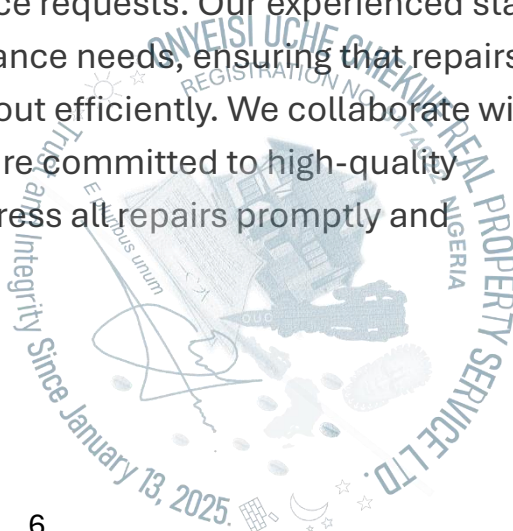 ce requests. Our experienced sta
ance needs, ensuring that repairs
out efficiently. We collaborate wi
re committed to high-quality
ress all repairs promptly and
ONYEISI UCHE CHIEKWE REAL PROPERTY SERVICE LTD.
REGISTRATION NO.
NIGERIA
Trust and Integrity Since January 13, 2025.
E pluribus unum
OUC
6